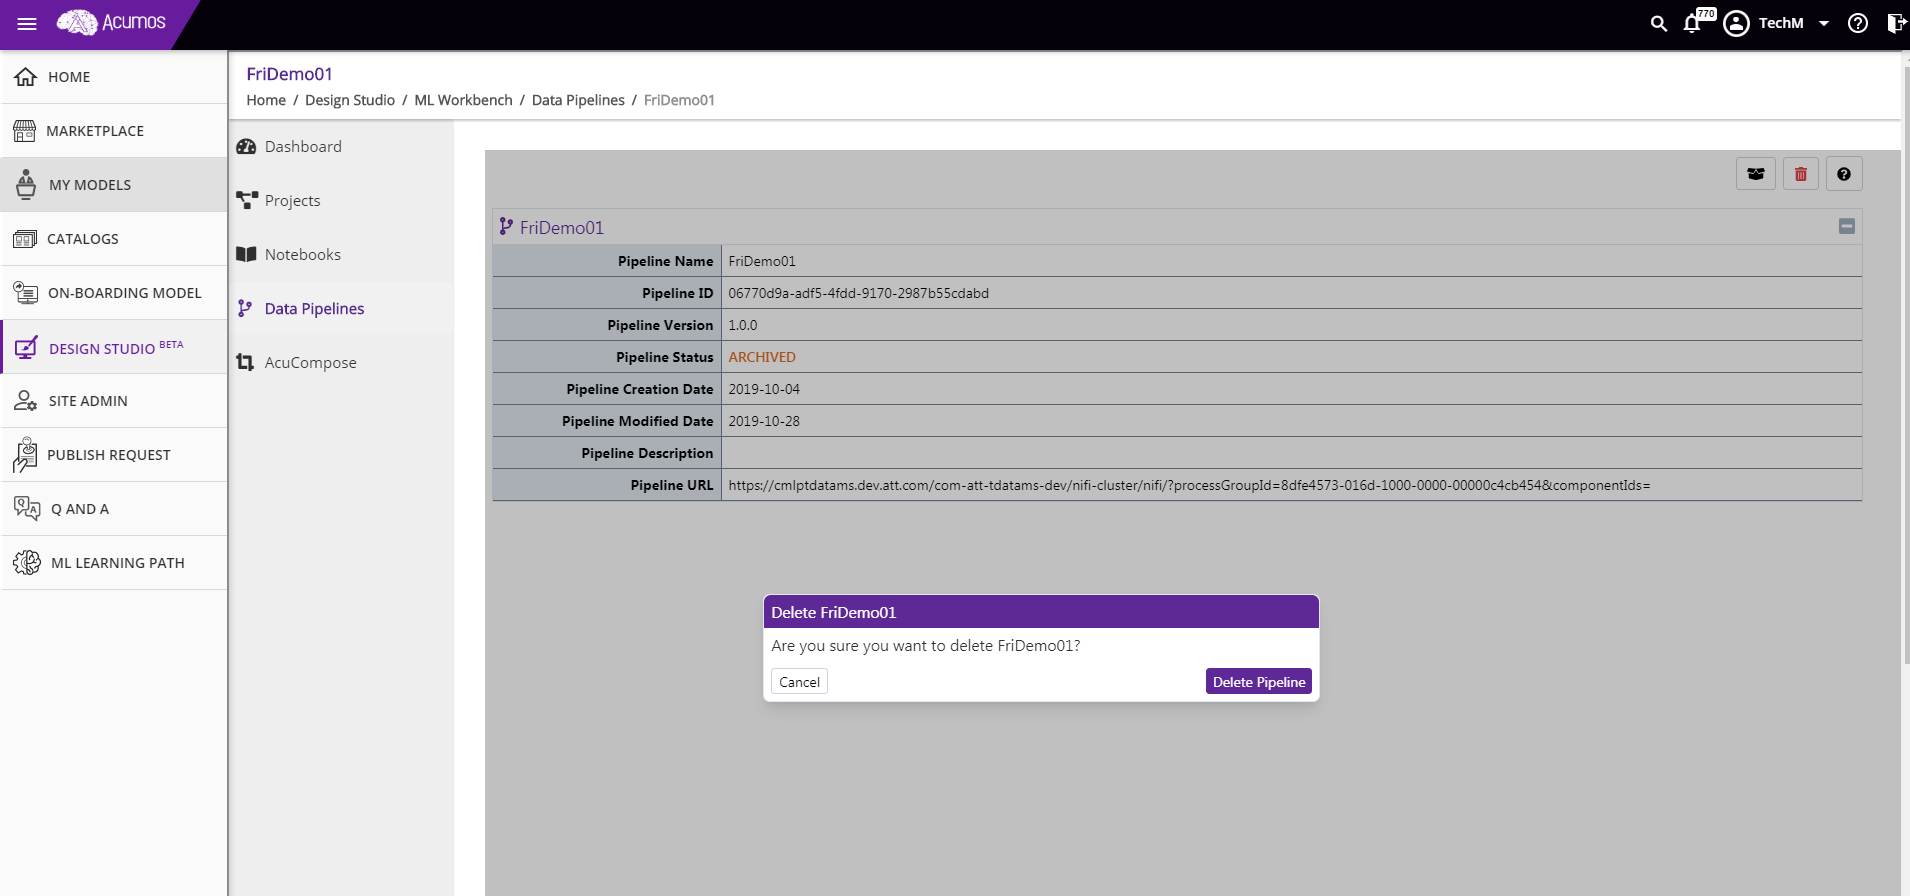 Acumos
770
TechM
HOME
MARKETPLACE
MY MODELS
CATALOGS
ON-BOARDING MODEL
DESIGN STUDIO BETA
SITE ADMIN
PUBLISH REQUEST
Q AND A
ML LEARNING PATH
FriDemo01
Home / Design Studio / ML Workbench / Data Pipelines / FriDemo01
Dashboard
Projects
Notebooks
Data Pipelines
AcuCompose
FriDemo01
Pipeline Name FriDemo01
Pipeline ID 06770d9a-adf5-4fdd-9170-2987b55cdabd
Pipeline Version 1.0.0
Pipeline Status ARCHIVED
Pipeline Creation Date 2019-10-04
Pipeline Modified Date 2019-10-28
Pipeline Description
Pipeline URL https://cmlptdatams.dev.att.com/com-att-tdatams-dev/nifi-cluster/nifi/?processGroupId=8dfe4573-016d-1000-0000-00000c4cb454&componentIds=
Delete FriDemo01
Are you sure you want to delete FriDemo01?
Cancel Delete Pipeline